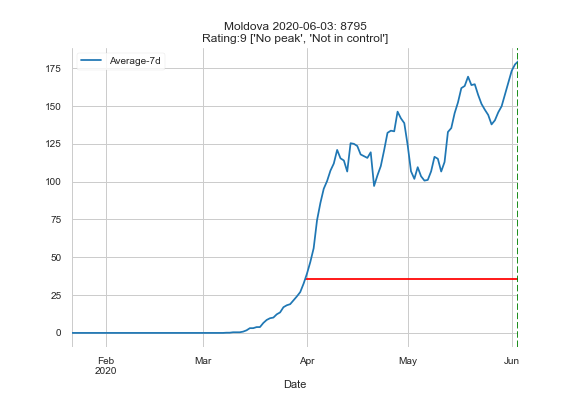 Moldova 2020-06-03: 8795
Rating:9 ['No peak', 'Not in control']
Average-7d
175
150
125
100
75
50
25
0
Feb
2020
Mar
Apr
May
Jun
Date